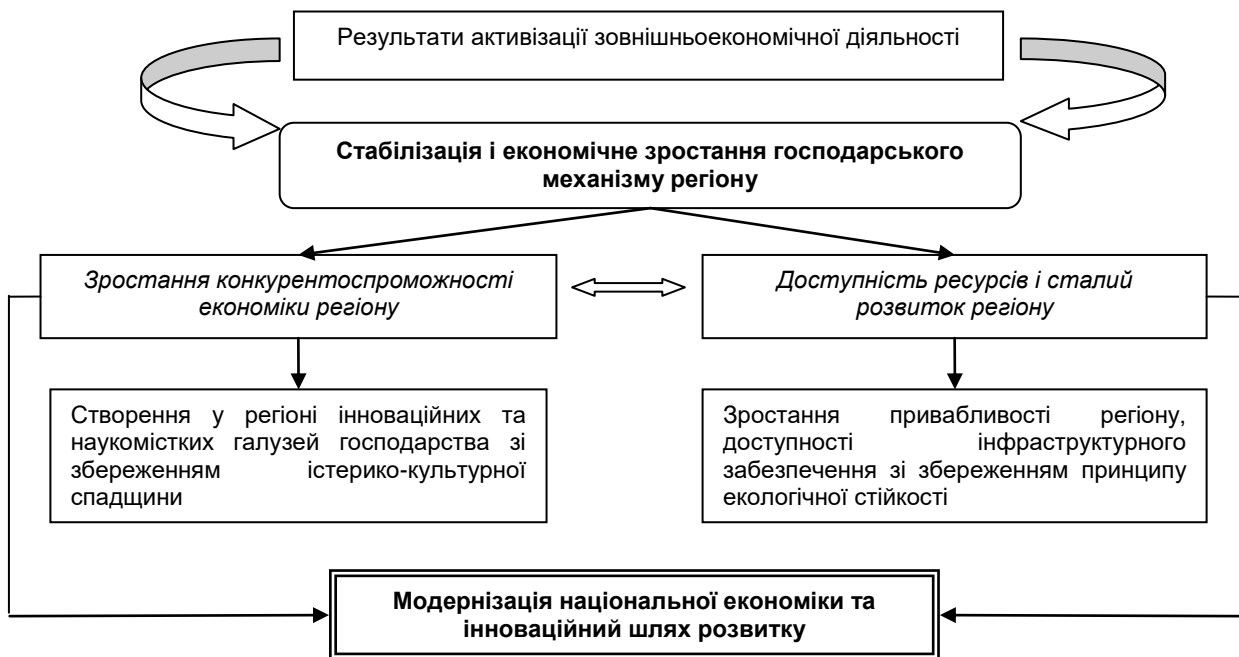 Результати активізації зовнішньоекономічної діяльності
Стабілізація і економічне зростання господарського
механізму регіону
Зростання конкурентоспроможності
економіки регіону
Доступність ресурсів і сталий
розвиток регіону
Створення у регіоні інноваційних та
наукомістких галузей господарства зі
збереженням істерико-культурної
спадщини
Зростання привабливості регіону,
доступності інфраструктурного
забезпечення зі збереженням принципу
екологічної стійкості
Модернізація національної економіки та
інноваційний шлях розвитку